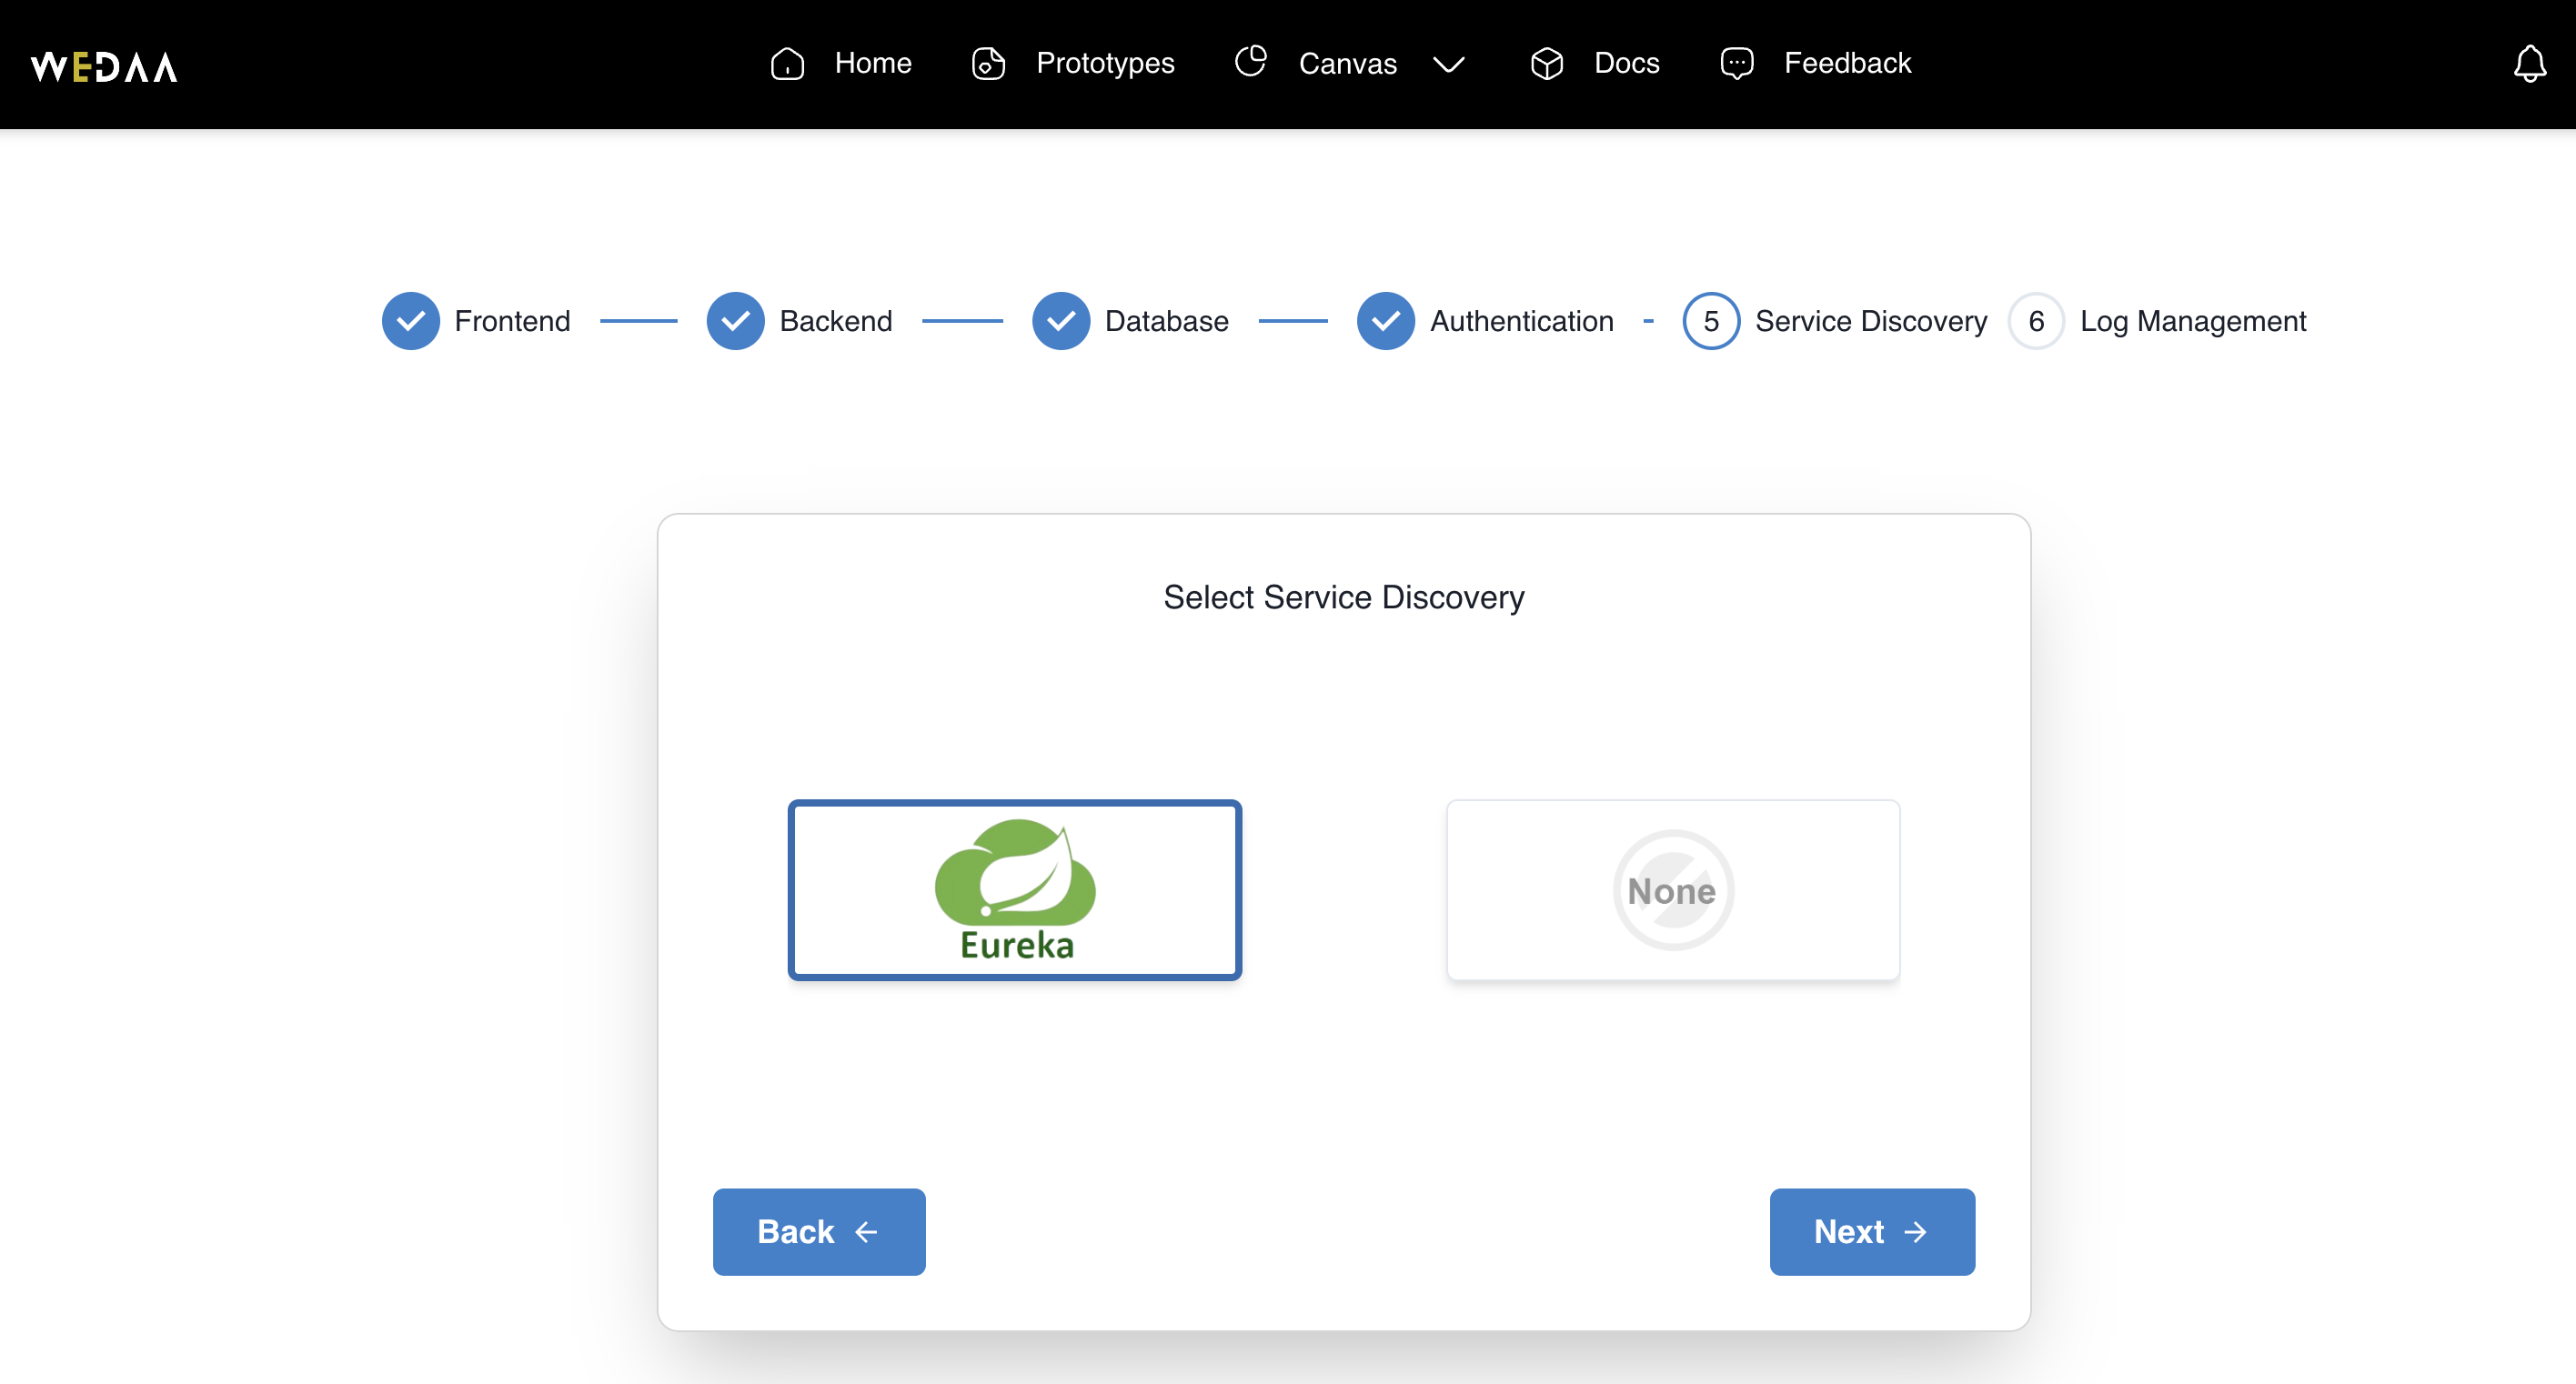 WEDAA
Home Prototypes Canvas Docs Feedback
Frontend Backend Database Authentication 5 Service Discovery 6 Log Management
Select Service Discovery
Eureka
None
Back ←
Next →